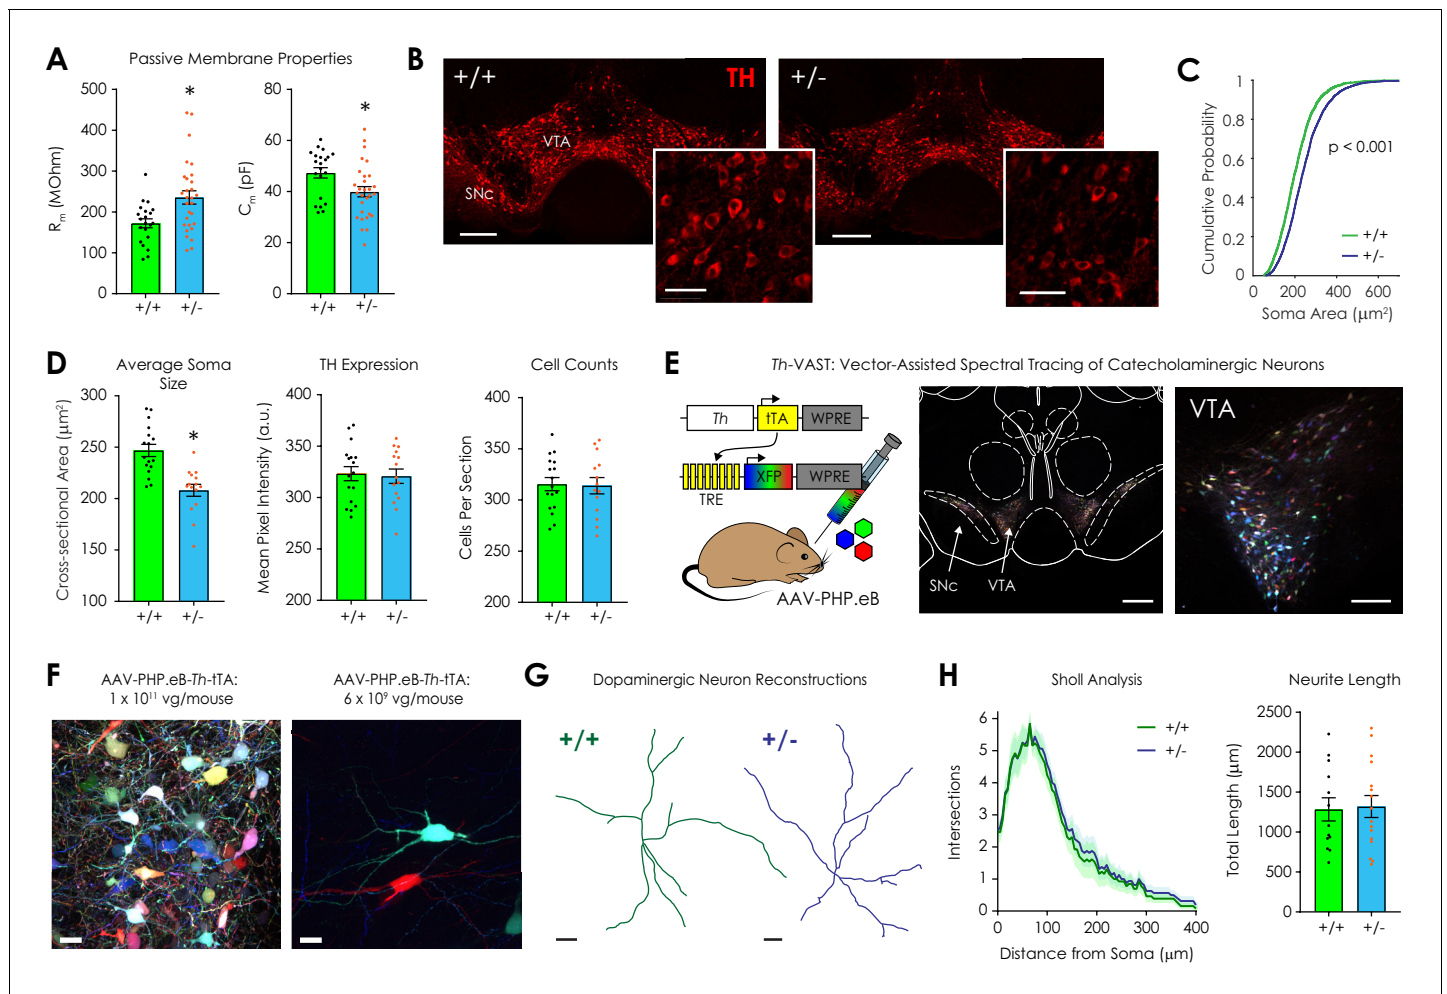 A
Passive Membrane Properties
R_m (MOhm)
500
400
300
200
100
0
*
+/+
+/-
C_m (pF)
80
60
40
20
0
*
+/+
+/-
B
+/+
TH
VTA
SNc
+/-
C
Cumulative Probability
1
0.8
0.6
0.4
0.2
0
p < 0.001
+/+
+/-
0 200 400 600
Soma Area (µm²)
D
Average Soma
Size
Cross-sectional Area (µm²)
300
250
200
150
100
*
+/+
+/-
TH Expression
Mean Pixel Intensity (a.u.)
400
350
300
250
200
+/+
+/-
Cell Counts
Cells Per Section
400
350
300
250
200
+/+
+/-
E
Th-VAST: Vector-Assisted Spectral Tracing of Catecholaminergic Neurons
Th tTA WPRE
XFP WPRE
TRE
AAV-PHP.eB
SNc
VTA
VTA
F
AAV-PHP.eB-Th-tTA:
1 x 10¹¹ vg/mouse
AAV-PHP.eB-Th-tTA:
6 x 10⁹ vg/mouse
G
Dopaminergic Neuron Reconstructions
+/+
+/-
H
Sholl Analysis
Intersections
6
5
4
3
2
1
0
+/+
+/-
0 100 200 300 400
Distance from Soma (µm)
Neurite Length
Total Length (µm)
2500
2000
1500
1000
500
0
+/+
+/-